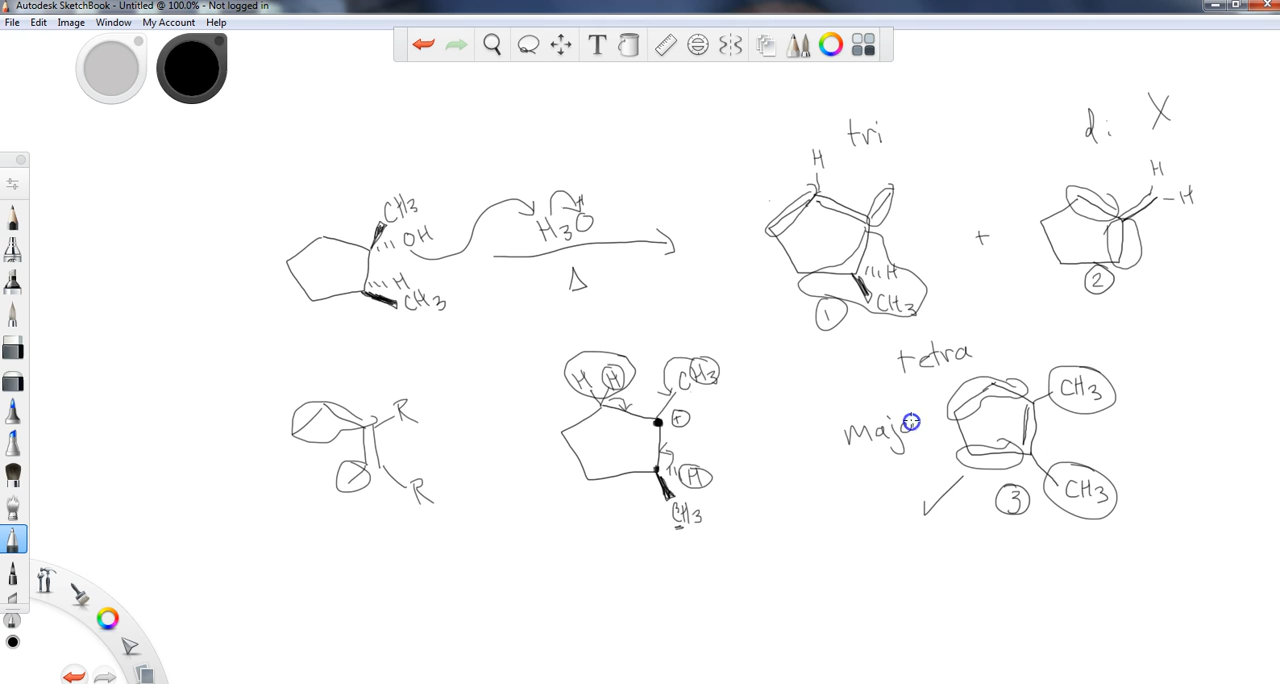 Autodesk SketchBook - Untitled @ 100.0% - Not logged in
File Edit Image Window My Account Help
T
tri
di X
H
H
-H
CH3
OH
H
CH3
H
H3O
Δ
+
H
CH3
1
2
tetra
R
R
H H
CH3
+
H
CH3
major
CH3
CH3
3